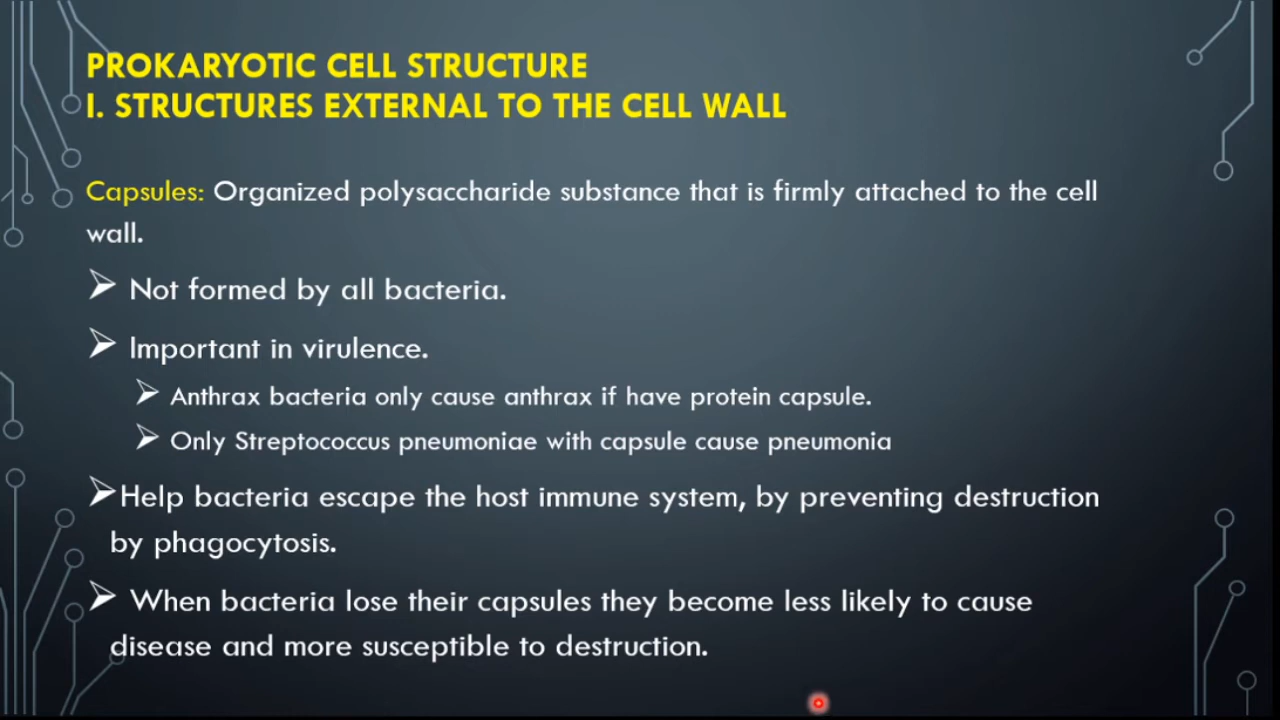 PROKARYOTIC CELL STRUCTURE
I. STRUCTURES EXTERNAL TO THE CELL WALL
Capsules: Organized polysaccharide substance that is firmly attached to the cell
wall.
Not formed by all bacteria.
Important in virulence.
Anthrax bacteria only cause anthrax if have protein capsule.
Only Streptococcus pneumoniae with capsule cause pneumonia
Help bacteria escape the host immune system, by preventing destruction
by phagocytosis.
When bacteria lose their capsules they become less likely to cause
disease and more susceptible to destruction.